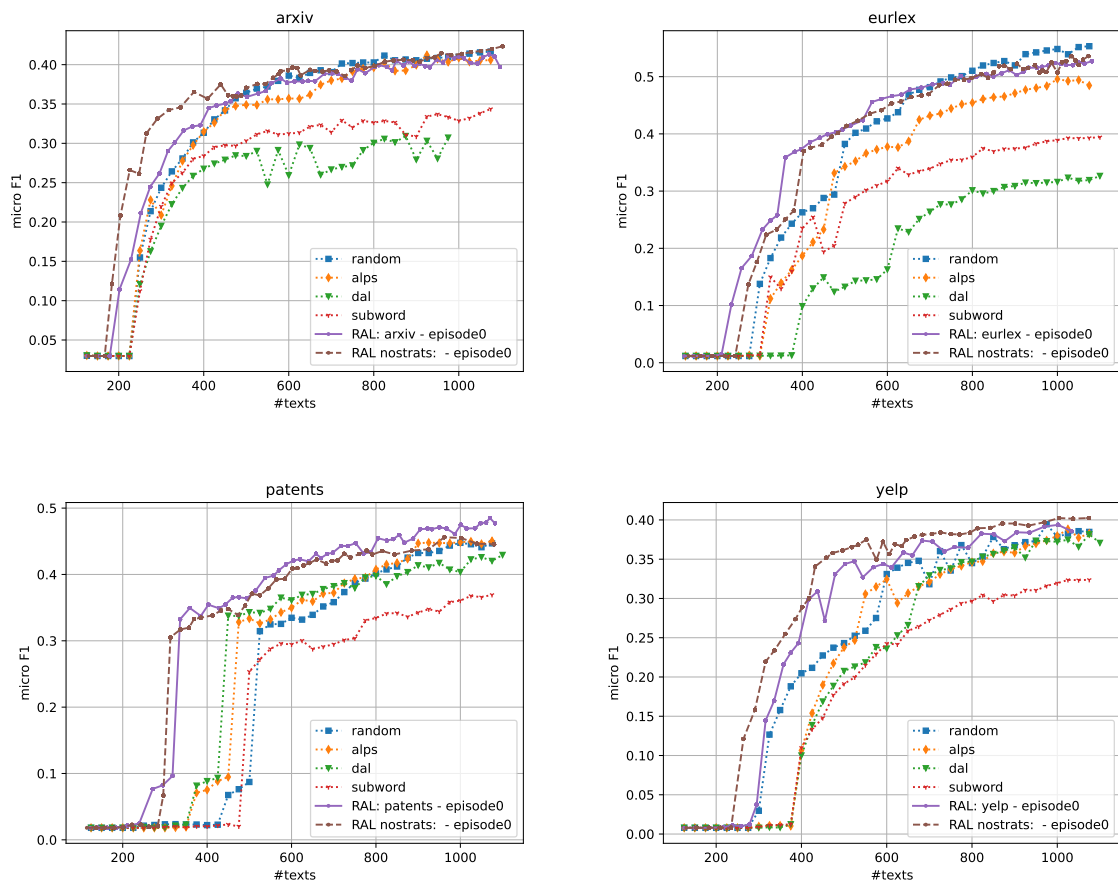 arxiv
micro F1
0.40
0.35
0.30
0.25
0.20
0.15
0.10
0.05
200
400
600
800
1000
#texts
random
alps
dal
subword
RAL: arxiv - episode0
RAL nostrats:  - episode0
eurlex
micro F1
0.5
0.4
0.3
0.2
0.1
0.0
200
400
600
800
1000
#texts
random
alps
dal
subword
RAL: eurlex - episode0
RAL nostrats:  - episode0
patents
micro F1
0.5
0.4
0.3
0.2
0.1
0.0
200
400
600
800
1000
#texts
random
alps
dal
subword
RAL: patents - episode0
RAL nostrats:  - episode0
yelp
micro F1
0.40
0.35
0.30
0.25
0.20
0.15
0.10
0.05
0.00
200
400
600
800
1000
#texts
random
alps
dal
subword
RAL: yelp - episode0
RAL nostrats:  - episode0